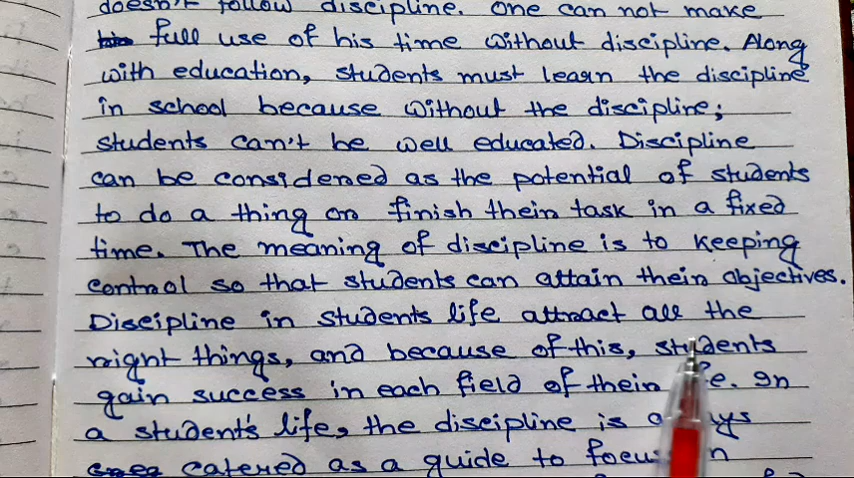 doesn't follow discipline. One can not make
full use of his time without discipline. Along
with education, students must learn the discipline
in school because without the discipline;
students can't be well educated. Discipline
can be considered as the potential of students
to do a thing or finish their task in a fixed
time. The meaning of discipline is to keeping
control so that students can attain their objectives.
Discipline in students life attract all the
right things, and because of this, students
gain success in each field of their fe. In
a student's life, the discipline is a ys
catered as a guide to focus n